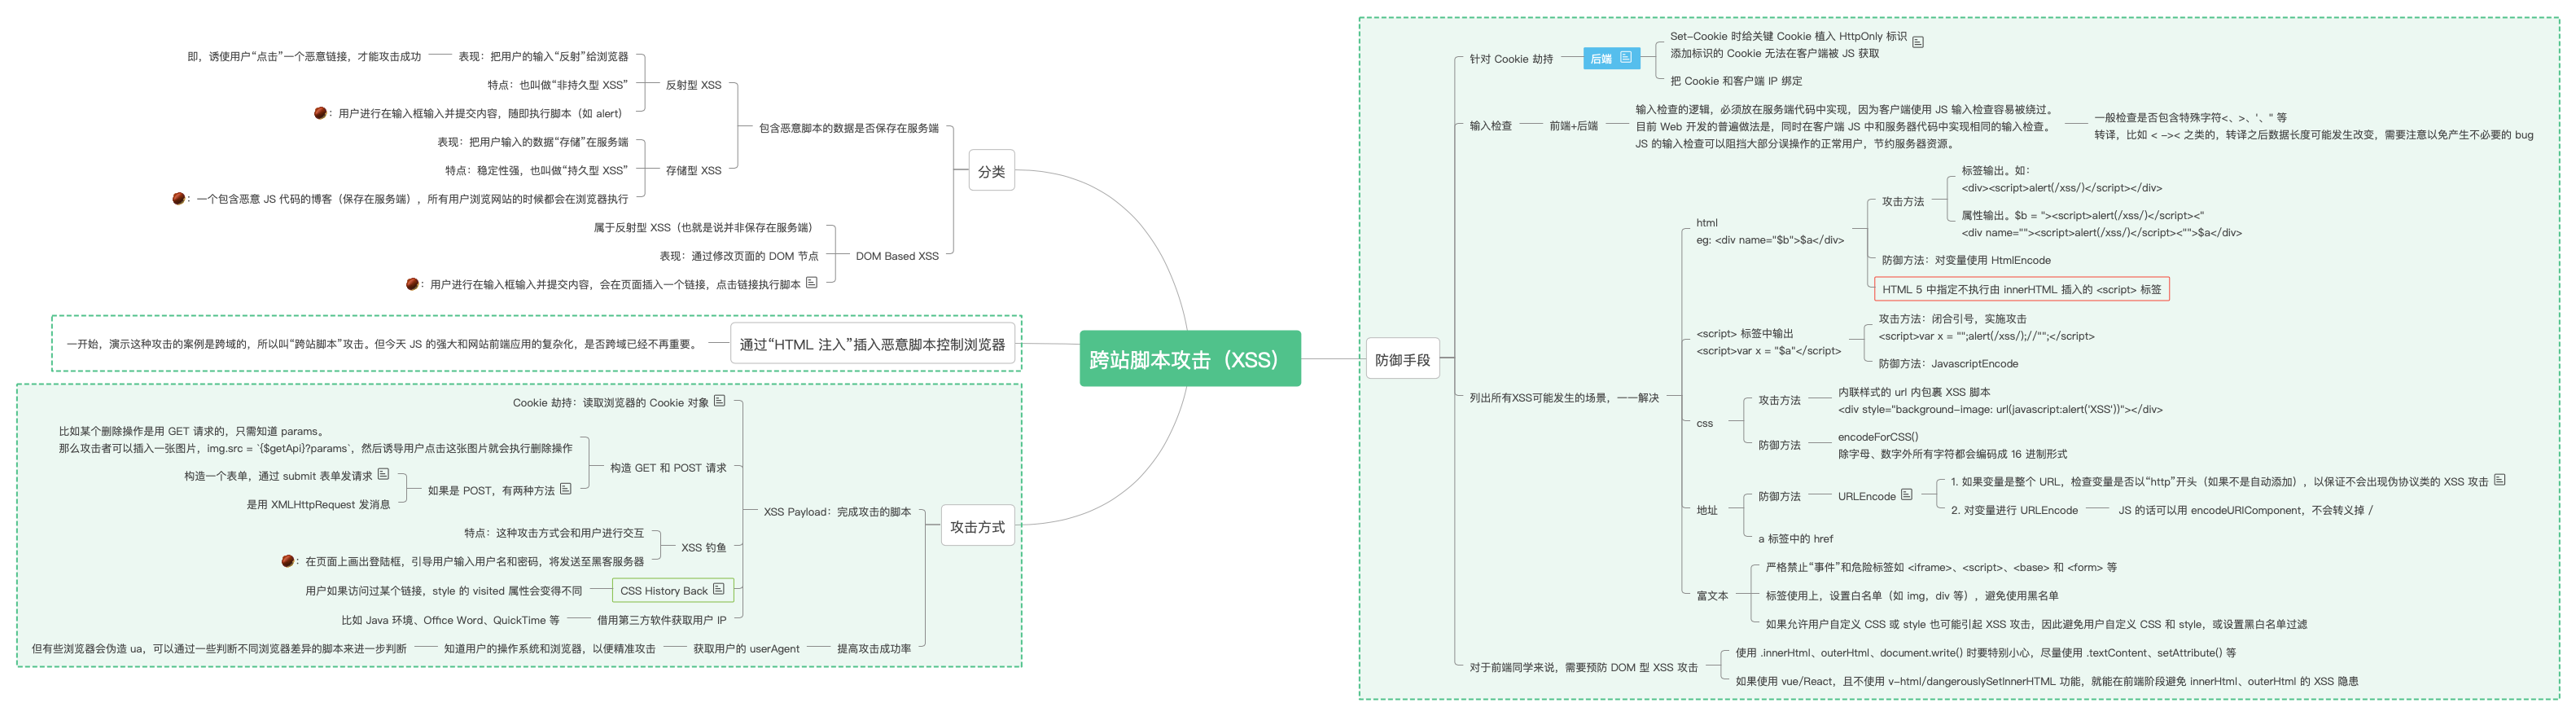 跨站脚本攻击（XSS）
分类
包含恶意脚本的数据是否保存在服务端
反射型 XSS
表现：把用户的输入“反射”给浏览器
即，诱使用户“点击”一个恶意链接，才能攻击成功
特点：也叫做“非持久型 XSS”
：用户进行在输入框输入并提交内容，随即执行脚本（如 alert）
存储型 XSS
表现：把用户输入的数据“存储”在服务端
特点：稳定性强，也叫做“持久型 XSS”
：一个包含恶意 JS 代码的博客（保存在服务端），所有用户浏览网站的时候都会在浏览器执行
DOM Based XSS
属于反射型 XSS（也就是说并非保存在服务端）
表现：通过修改页面的 DOM 节点
：用户进行在输入框输入并提交内容，会在页面插入一个链接，点击链接执行脚本
通过“HTML 注入”插入恶意脚本控制浏览器
一开始，演示这种攻击的案例是跨域的，所以叫“跨站脚本”攻击。但今天 JS 的强大和网站前端应用的复杂化，是否跨域已经不再重要。
攻击方式
XSS Payload：完成攻击的脚本
Cookie 劫持：读取浏览器的 Cookie 对象
构造 GET 和 POST 请求
比如某个删除操作是用 GET 请求的，只需知道 params。
那么攻击者可以插入一张图片，img.src = `{$getApi}?params`，然后诱导用户点击这张图片就会执行删除操作
如果是 POST，有两种方法
构造一个表单，通过 submit 表单发请求
是用 XMLHttpRequest 发消息
XSS 钓鱼
特点：这种攻击方式会和用户进行交互
：在页面上画出登陆框，引导用户输入用户名和密码，将发送至黑客服务器
CSS History Back
用户如果访问过某个链接，style 的 visited 属性会变得不同
借用第三方软件获取用户 IP
比如 Java 环境、Office Word、QuickTime 等
提高攻击成功率
获取用户的 userAgent
知道用户的操作系统和浏览器，以便精准攻击
但有些浏览器会伪造 ua，可以通过一些判断不同浏览器差异的脚本来进一步判断
防御手段
针对 Cookie 劫持
后端
Set-Cookie 时给关键 Cookie 植入 HttpOnly 标识
添加标识的 Cookie 无法在客户端被 JS 获取
把 Cookie 和客户端 IP 绑定
输入检查
前端+后端
输入检查的逻辑，必须放在服务端代码中实现，因为客户端使用 JS 输入检查容易被绕过。
目前 Web 开发的普遍做法是，同时在客户端 JS 中和服务器代码中实现相同的输入检查。
JS 的输入检查可以阻挡大部分误操作的正常用户，节约服务器资源。
一般检查是否包含特殊字符<、>、'、" 等
转译，比如 < ->< 之类的，转译之后数据长度可能发生改变，需要注意以免产生不必要的 bug
列出所有XSS可能发生的场景，一一解决
html
eg: <div name="$b">$a</div>
攻击方法
标签输出。如：
<div><script>alert(/xss/)</script></div>
属性输出。$b = "><script>alert(/xss/)</script><"
<div name=""><script>alert(/xss/)</script><"">$a</div>
防御方法：对变量使用 HtmlEncode
HTML 5 中指定不执行由 innerHTML 插入的 <script> 标签
<script> 标签中输出
<script>var x = "$a"</script>
攻击方法：闭合引号，实施攻击
<script>var x = "";alert(/xss/);//"";</script>
防御方法：JavascriptEncode
css
攻击方法
内联样式的 url 内包裹 XSS 脚本
<div style="background-image: url(javascript:alert('XSS'))"></div>
防御方法
encodeForCSS()
除字母、数字外所有字符都会编码成 16 进制形式
地址
防御方法
URLEncode
1. 如果变量是整个 URL，检查变量是否以“http”开头（如果不是自动添加），以保证不会出现伪协议类的 XSS 攻击
2. 对变量进行 URLEncode
JS 的话可以用 encodeURIComponent，不会转义掉 /
a 标签中的 href
富文本
严格禁止“事件”和危险标签如 <iframe>、<script>、<base> 和 <form> 等
标签使用上，设置白名单（如 img，div 等），避免使用黑名单
如果允许用户自定义 CSS 或 style 也可能引起 XSS 攻击，因此避免用户自定义 CSS 和 style，或设置黑白名单过滤
对于前端同学来说，需要预防 DOM 型 XSS 攻击
使用 .innerHtml、outerHtml、document.write() 时要特别小心，尽量使用 .textContent、setAttribute() 等
如果使用 vue/React，且不使用 v-html/dangerouslySetInnerHTML 功能，就能在前端阶段避免 innerHtml、outerHtml 的 XSS 隐患